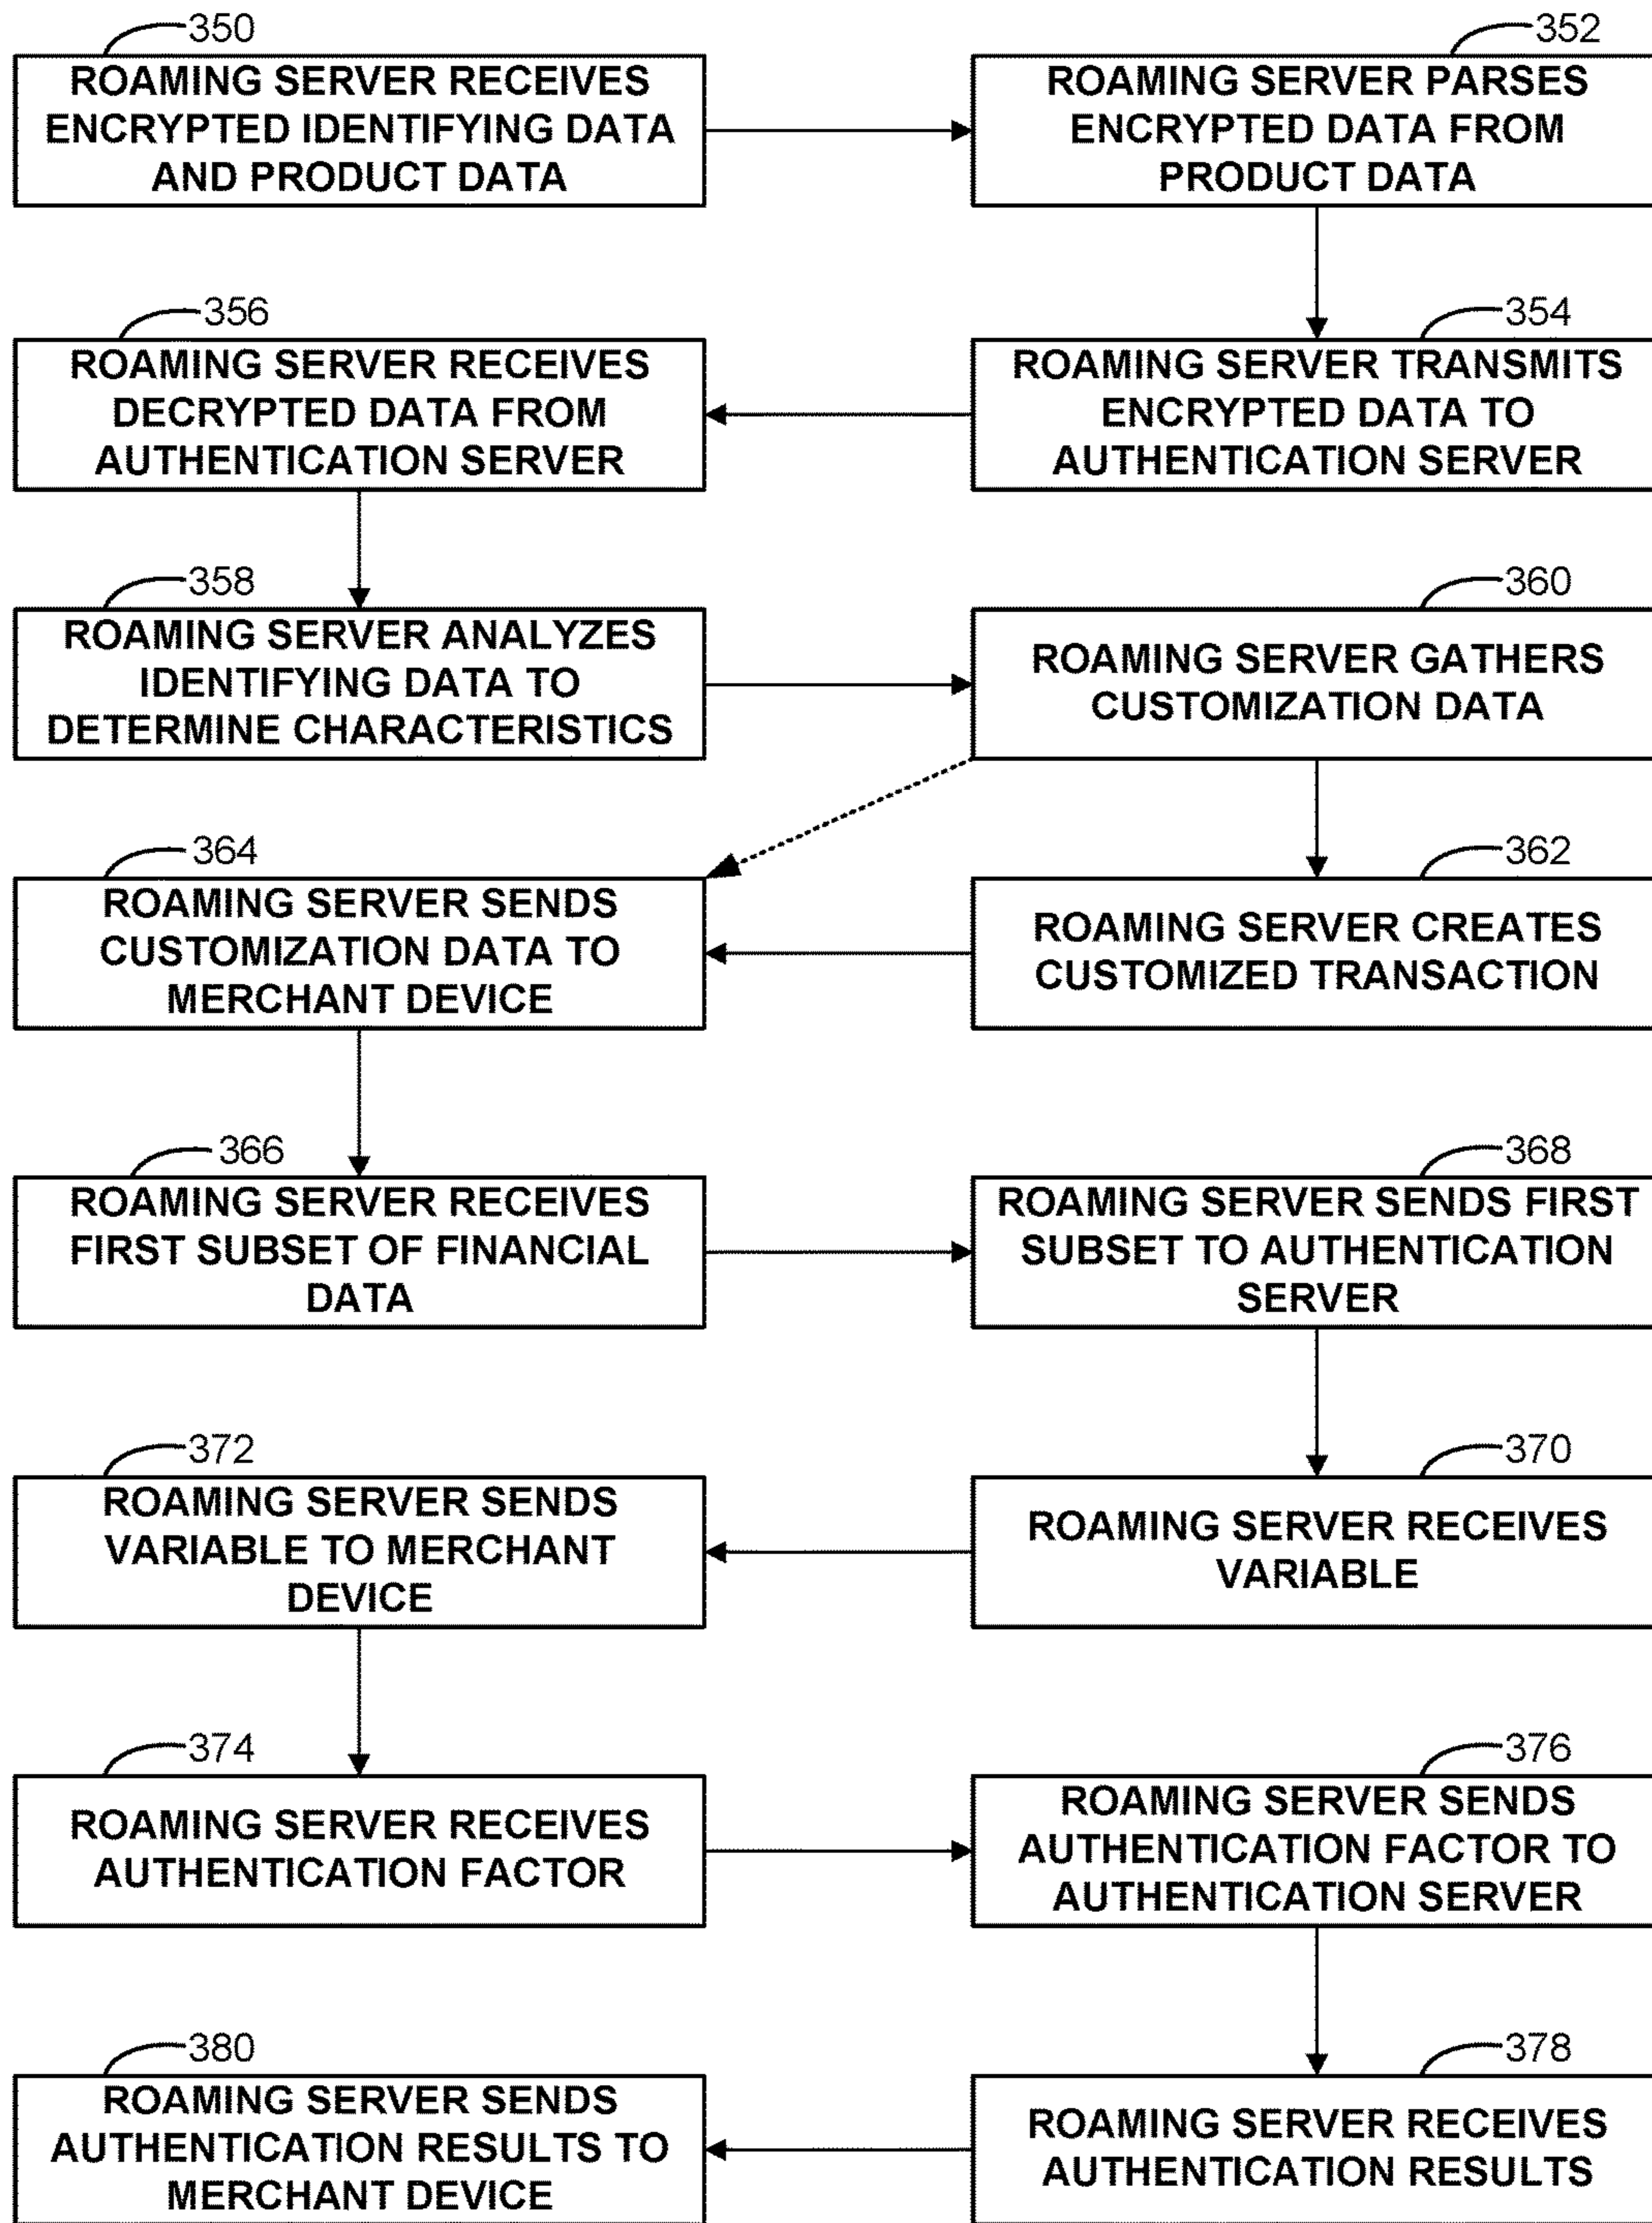 350
ROAMING SERVER RECEIVES
ENCRYPTED IDENTIFYING DATA
AND PRODUCT DATA
352
ROAMING SERVER PARSES
ENCRYPTED DATA FROM
PRODUCT DATA
354
ROAMING SERVER TRANSMITS
ENCRYPTED DATA TO
AUTHENTICATION SERVER
356
ROAMING SERVER RECEIVES
DECRYPTED DATA FROM
AUTHENTICATION SERVER
358
ROAMING SERVER ANALYZES
IDENTIFYING DATA TO
DETERMINE CHARACTERISTICS
360
ROAMING SERVER GATHERS
CUSTOMIZATION DATA
362
ROAMING SERVER CREATES
CUSTOMIZED TRANSACTION
364
ROAMING SERVER SENDS
CUSTOMIZATION DATA TO
MERCHANT DEVICE
366
ROAMING SERVER RECEIVES
FIRST SUBSET OF FINANCIAL
DATA
368
ROAMING SERVER SENDS FIRST
SUBSET TO AUTHENTICATION
SERVER
370
ROAMING SERVER RECEIVES
VARIABLE
372
ROAMING SERVER SENDS
VARIABLE TO MERCHANT
DEVICE
374
ROAMING SERVER RECEIVES
AUTHENTICATION FACTOR
376
ROAMING SERVER SENDS
AUTHENTICATION FACTOR TO
AUTHENTICATION SERVER
378
ROAMING SERVER RECEIVES
AUTHENTICATION RESULTS
380
ROAMING SERVER SENDS
AUTHENTICATION RESULTS TO
MERCHANT DEVICE